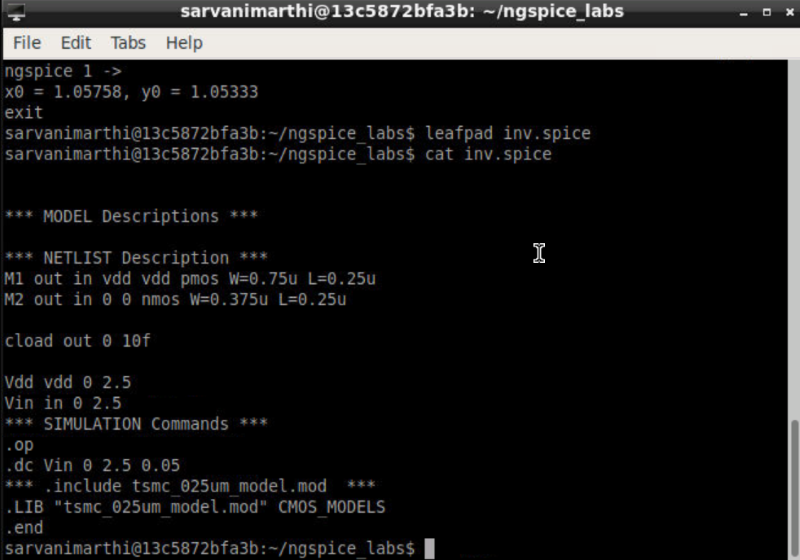 sarvanimarthi@13c5872bfa3b: ~/ngspice_labs
File Edit Tabs Help
ngspice 1 ->
x0 = 1.05758, y0 = 1.05333
exit
sarvanimarthi@13c5872bfa3b:~/ngspice_labs$ leafpad inv.spice
sarvanimarthi@13c5872bfa3b:~/ngspice_labs$ cat inv.spice
*** MODEL Descriptions ***
*** NETLIST Description ***
M1 out in vdd vdd pmos W=0.75u L=0.25u
M2 out in 0 0 nmos W=0.375u L=0.25u
cload out 0 10f
Vdd vdd 0 2.5
Vin in 0 2.5
*** SIMULATION Commands ***
.op
.dc Vin 0 2.5 0.05
*** .include tsmc_025um_model.mod  ***
.LIB "tsmc_025um_model.mod" CMOS_MODELS
.end
sarvanimarthi@13c5872bfa3b:~/ngspice_labs$